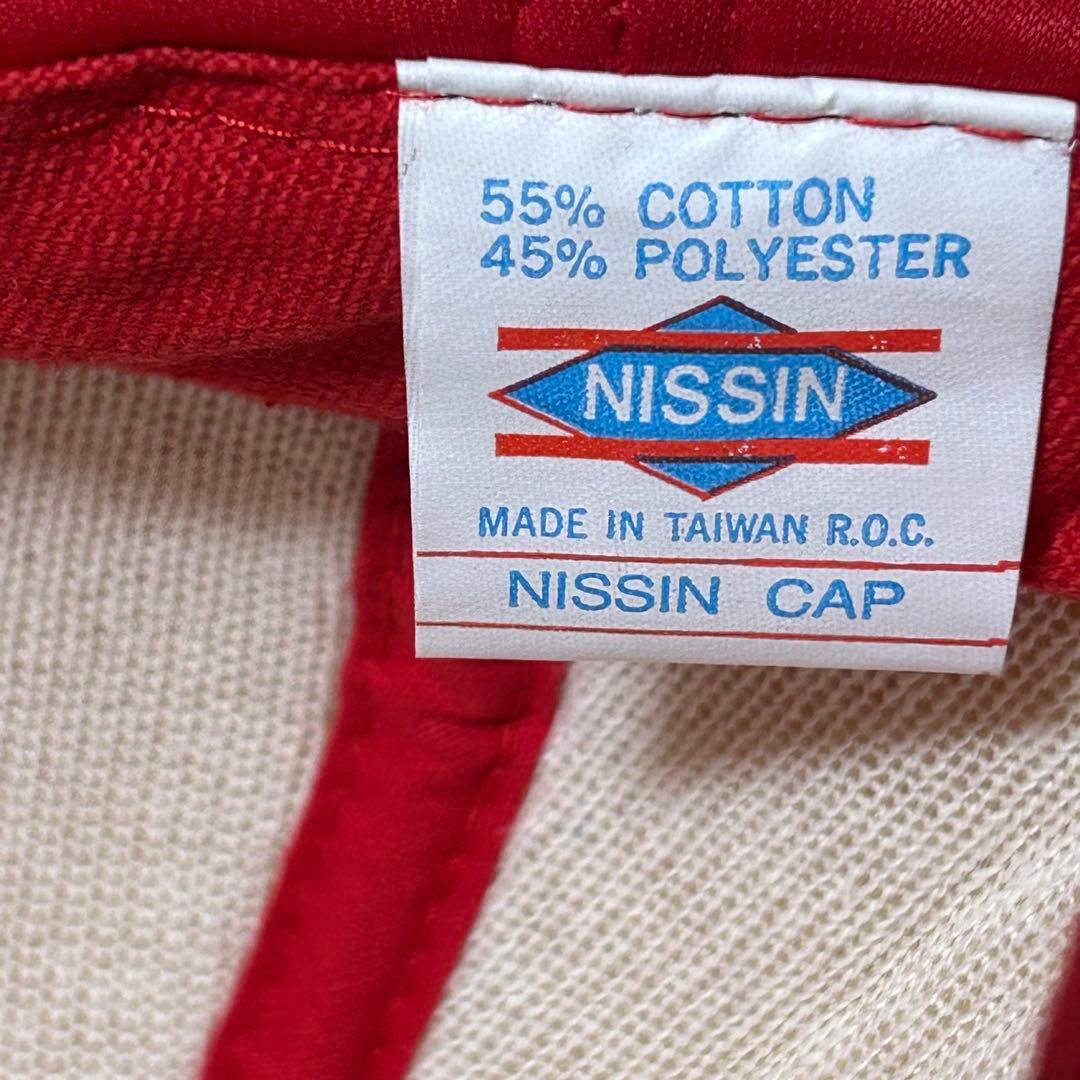 55% COTTON
45% POLYESTER
NISSIN
MADE IN TAIWAN R.O.C.
NISSIN CAP